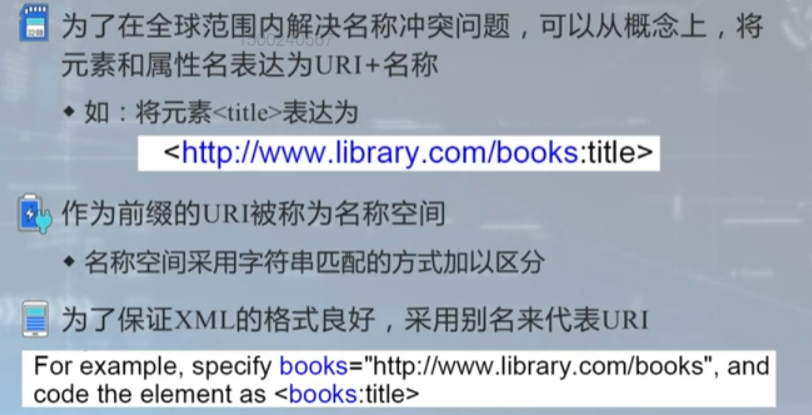 为了在全球范围内解决名称冲突问题，可以从概念上，将
元素和属性名表达为URI+名称
◆ 如：将元素<title>表达为
<http://www.library.com/books:title>
作为前缀的URI被称为名称空间
◆ 名称空间采用字符串匹配的方式加以区分
为了保证XML的格式良好，采用别名来代表URI
For example, specify books="http://www.library.com/books", and
code the element as <books:title>